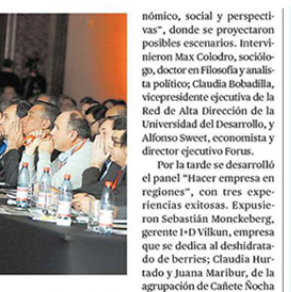 nómico, social y perspecti-
vas", donde se proyectaron
posibles escenarios. Intervi-
nieron Max Colodro, sociólo-
go, doctor en Filosofía y analis-
ta político; Claudia Bobadilla,
vicepresidente ejecutiva de la
Red de Alta Dirección de la
Universidad del Desarrollo, y
Alfonso Sweet, economista y
director ejecutivo Forus.
Por la tarde se desarrolló
el panel "Hacer empresa en
regiones", con tres expe-
riencias exitosas. Expusie-
ron Sebastián Monckeberg,
gerente I+D Vilkun, empresa
que se dedica al deshidrata-
do de berries; Claudia Hur-
tado y Juana Maribur, de la
agrupación de Cañete Ñocha